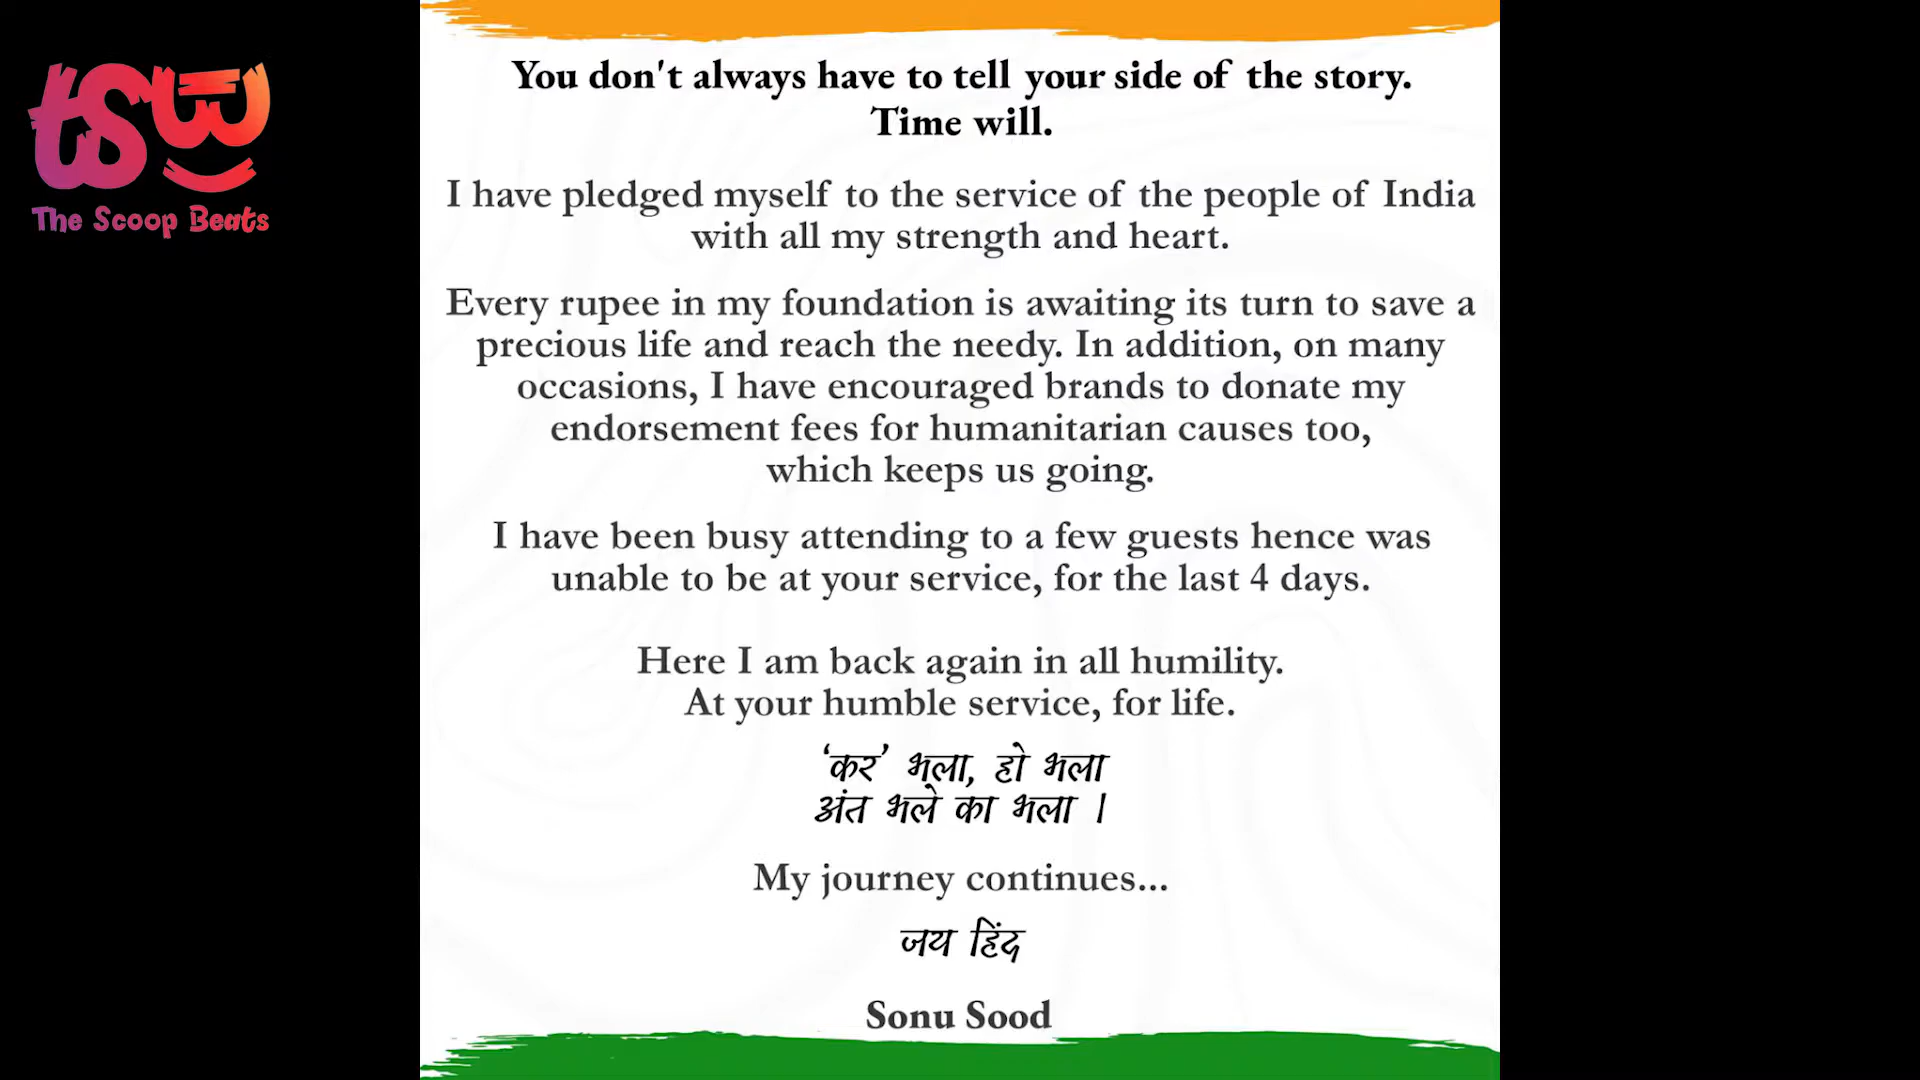 tsw
The Scoop Beats
You don't always have to tell your side of the story.
Time will.
I have pledged myself to the service of the people of India
with all my strength and heart.
Every rupee in my foundation is awaiting its turn to save a
precious life and reach the needy. In addition, on many
occasions, I have encouraged brands to donate my
endorsement fees for humanitarian causes too,
which keeps us going.
I have been busy attending to a few guests hence was
unable to be at your service, for the last 4 days.
Here I am back again in all humility.
At your humble service, for life.
‘कर’ भला, हो भला
अंत भले का भला ।
My journey continues...
जय हिंद
Sonu Sood